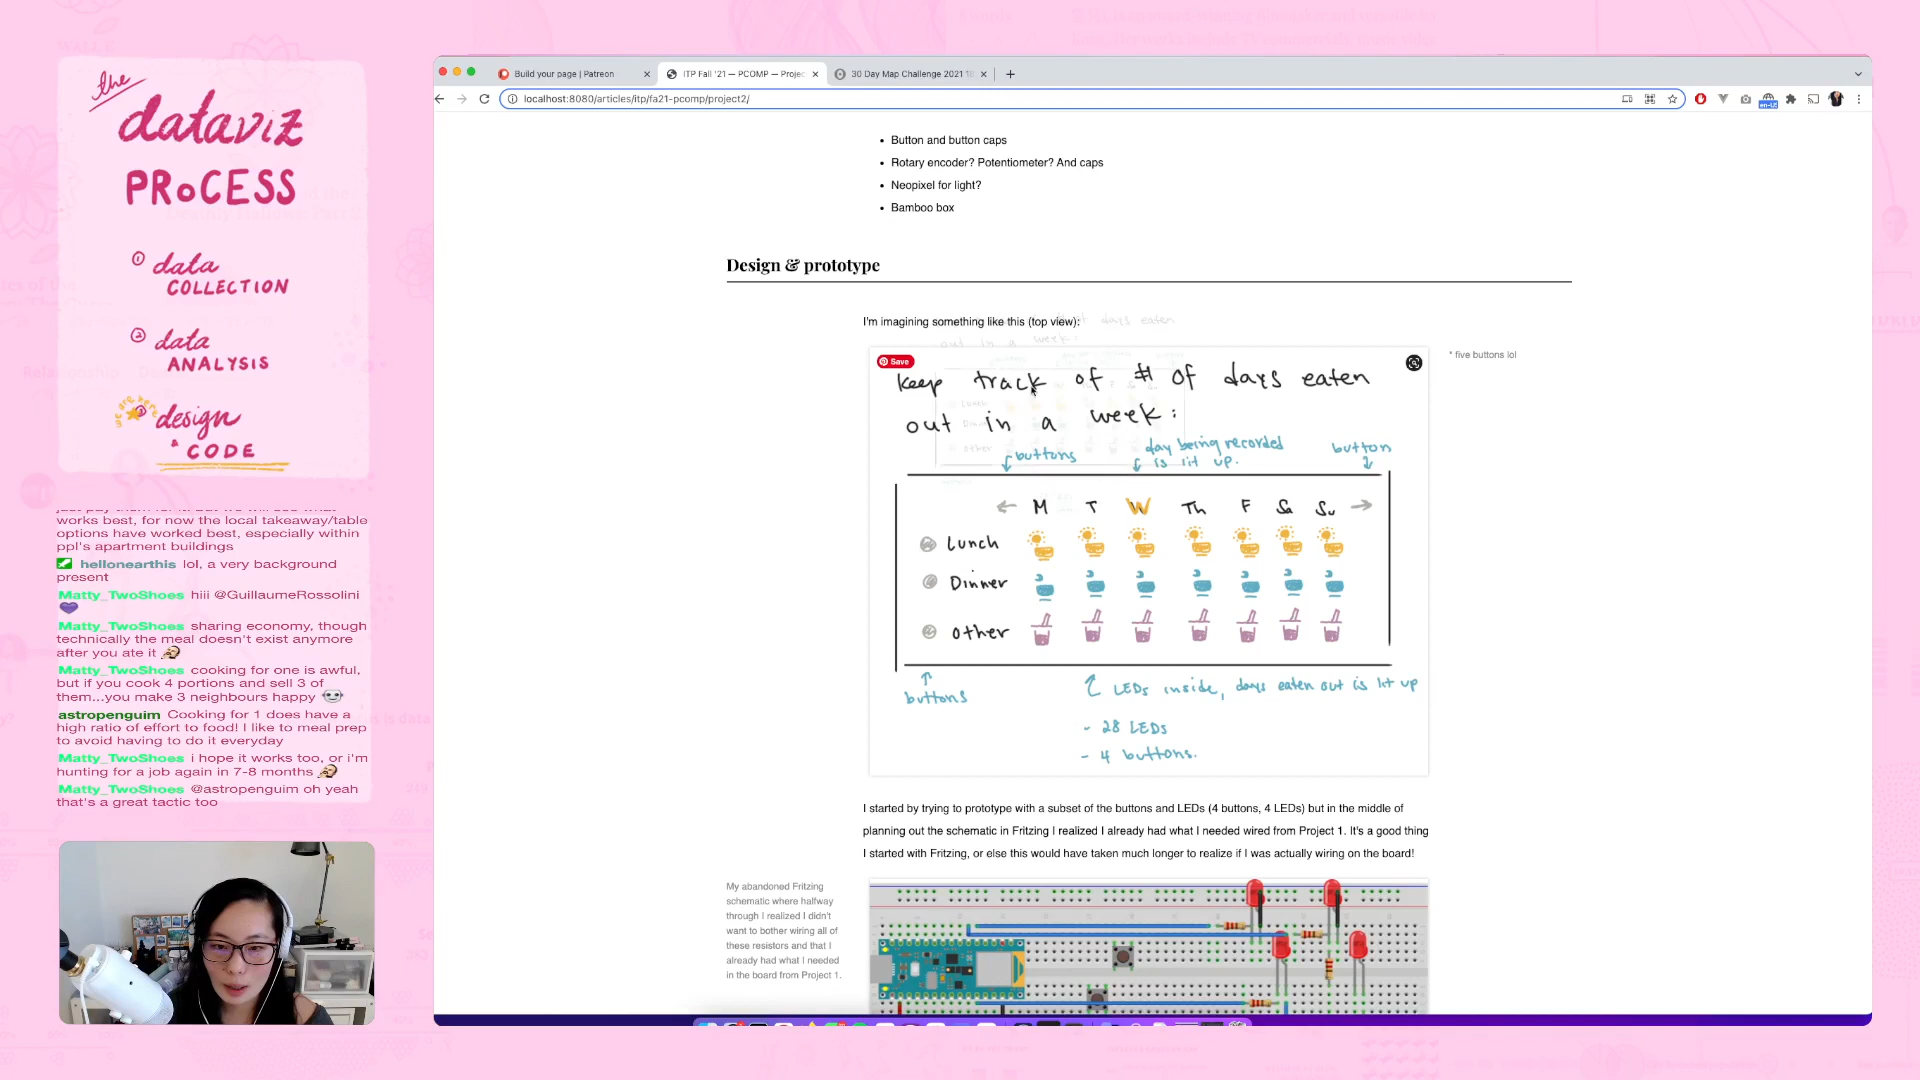 the
dataviz
PROCESS
① data
COLLECTION
② data
ANALYSIS
we are here
③ design
& CODE
works best, for now the local takeaway/table
options have worked best, especially within
ppl's apartment buildings
hellonearthis lol, a very background
present
Matty_TwoShoes hiii @GuillaumeRossolini
Matty_TwoShoes sharing economy, though
technically the meal doesn't exist anymore
after you ate it
Matty_TwoShoes cooking for one is awful,
but if you cook 4 portions and sell 3 of
them...you make 3 neighbours happy
astropenguim Cooking for 1 does have a
high ratio of effort to food! I like to meal prep
to avoid having to do it everyday
Matty_TwoShoes i hope it works too, or i'm
hunting for a job again in 7-8 months
Matty_TwoShoes @astropenguim oh yeah
that's a great tactic too
Build your page | Patreon
ITP Fall '21 — PCOMP — Projec
30 Day Map Challenge 2021
localhost:8080/articles/itp/fa21-pcomp/project2/
• Button and button caps
• Rotary encoder? Potentiometer? And caps
• Neopixel for light?
• Bamboo box
Design & prototype
I'm imagining something like this (top view):
* five buttons lol
Save
keep track of # of days eaten
out in a week:
buttons
day being recorded
is lit up.
button
← M T W Th F Sa Su →
Lunch
Dinner
other
buttons
LEDs inside, days eaten out is lit up
- 28 LEDs
- 4 buttons.
I started by trying to prototype with a subset of the buttons and LEDs (4 buttons, 4 LEDs) but in the middle of
planning out the schematic in Fritzing I realized I already had what I needed wired from Project 1. It's a good thing
I started with Fritzing, or else this would have taken much longer to realize if I was actually wiring on the board!
My abandoned Fritzing
schematic where halfway
through I realized I didn't
want to bother wiring all of
these resistors and that I
already had what I needed
in the board from Project 1.